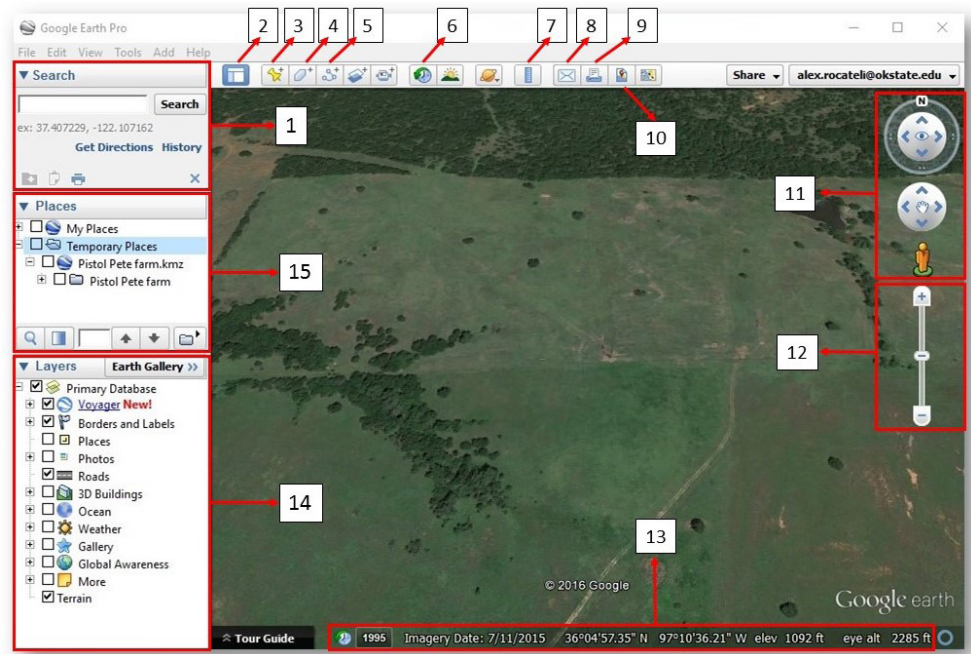 2 3 4 5 6 7 8 9
Google Earth Pro
File Edit View Tools Add Help
Share alex.rocateli@okstate.edu
Search
Search
ex: 37.407229, -122.107162
Get Directions History
1
10
N
11
Places
My Places
Temporary Places
Pistol Pete farm.kmz
Pistol Pete farm
15
12
Layers Earth Gallery >>
Primary Database
Voyager New!
Borders and Labels
Places
Photos
Roads
3D Buildings
Ocean
Weather
Gallery
Global Awareness
More
Terrain
14
13
© 2016 Google
Google earth
Tour Guide
1995 Imagery Date: 7/11/2015 36°04'57.35" N 97°10'36.21" W elev 1092 ft eye alt 2285 ft